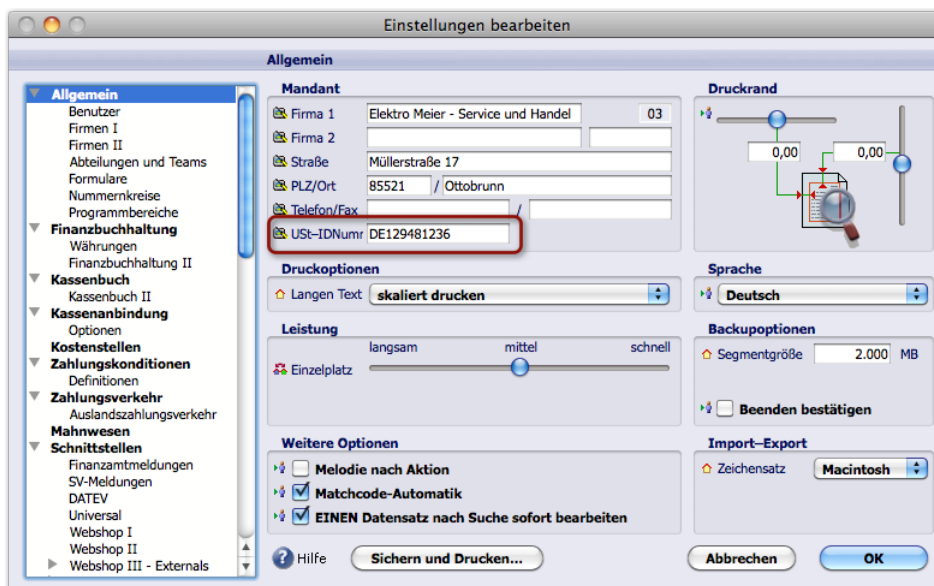 Einstellungen bearbeiten
Allgemein
Allgemein
Benutzer
Firmen I
Firmen II
Abteilungen und Teams
Formulare
Nummernkreise
Programmbereiche
Finanzbuchhaltung
Währungen
Finanzbuchhaltung II
Kassenbuch
Kassenbuch II
Kassenanbindung
Optionen
Kostenstellen
Zahlungskonditionen
Definitionen
Zahlungsverkehr
Auslandszahlungsverkehr
Mahnwesen
Schnittstellen
Finanzamtmeldungen
SV-Meldungen
DATEV
Universal
Webshop I
Webshop II
Webshop III - Externals
Mandant
Firma 1 Elektro Meier - Service und Handel 03
Firma 2
Straße Müllerstraße 17
PLZ/Ort 85521 / Ottobrunn
Telefon/Fax /
USt-IDNumr DE129481236
Druckrand
0,00 0,00
Druckoptionen
Langen Text skaliert drucken
Sprache
Deutsch
Leistung
langsam mittel schnell
Einzelplatz
Backupoptionen
Segmentgröße 2.000 MB
Beenden bestätigen
Weitere Optionen
Melodie nach Aktion
Matchcode-Automatik
EINEN Datensatz nach Suche sofort bearbeiten
Import-Export
Zeichensatz Macintosh
? Hilfe Sichern und Drucken... Abbrechen OK